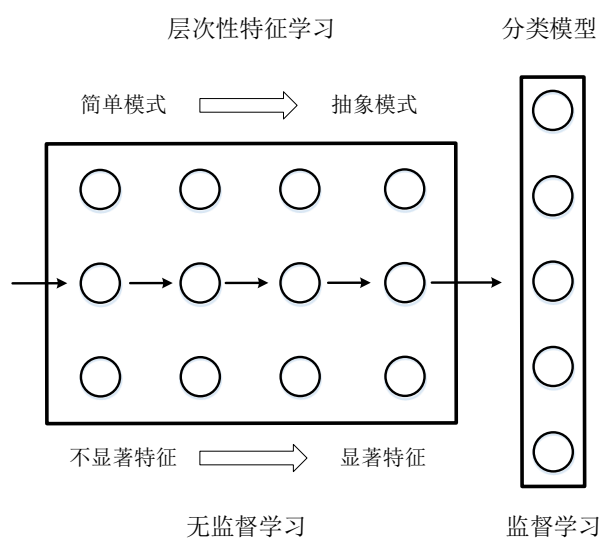 层次性特征学习
分类模型
简单模式
抽象模式
不显著特征
显著特征
无监督学习
监督学习